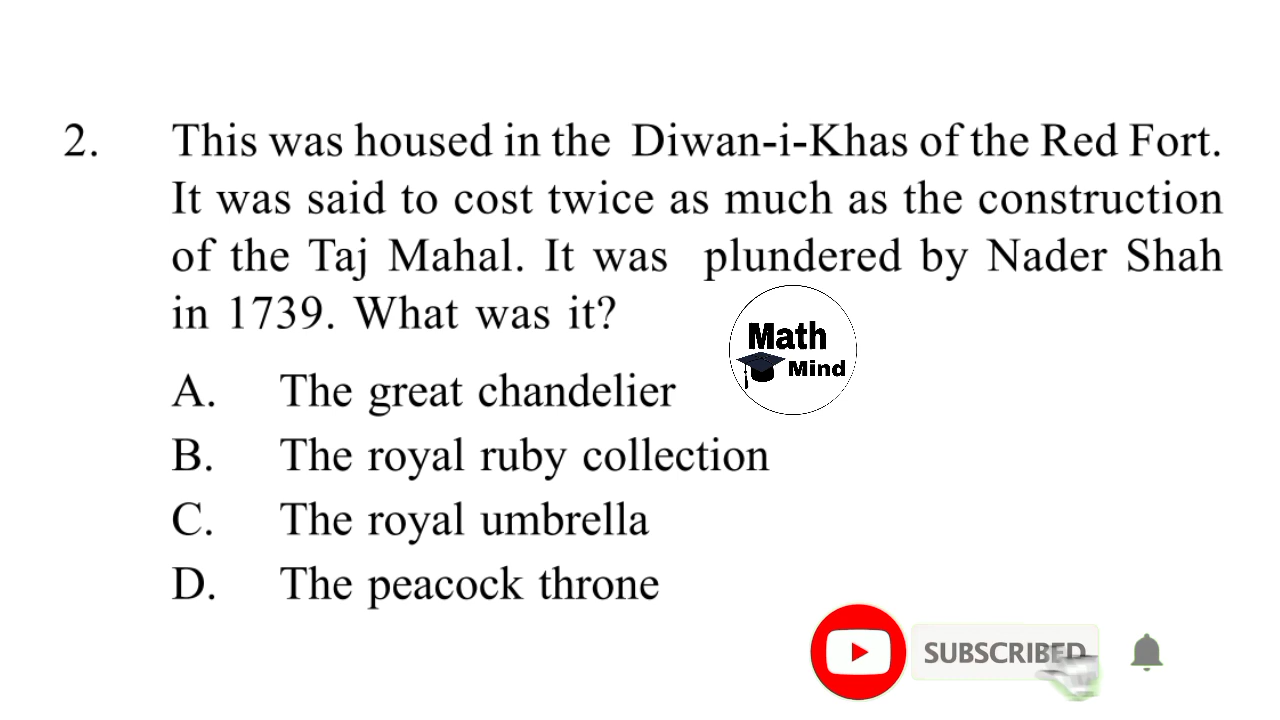 2. This was housed in the Diwan-i-Khas of the Red Fort.
It was said to cost twice as much as the construction
of the Taj Mahal. It was plundered by Nader Shah
in 1739. What was it?
Math
Mind
A. The great chandelier
B. The royal ruby collection
C. The royal umbrella
D. The peacock throne
SUBSCRIBED